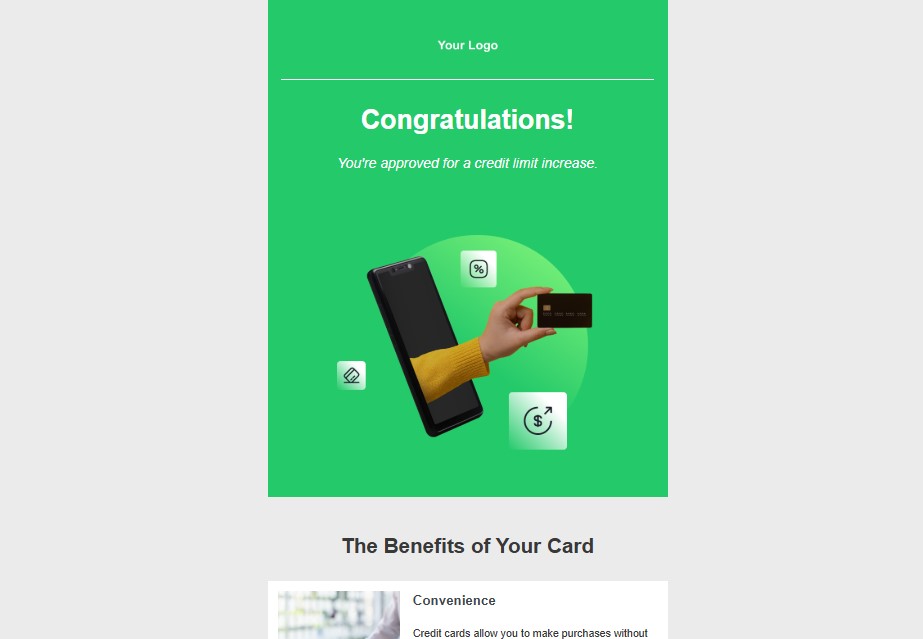 Your Logo
Congratulations!
You're approved for a credit limit increase.
%
$
The Benefits of Your Card
Convenience
Credit cards allow you to make purchases without